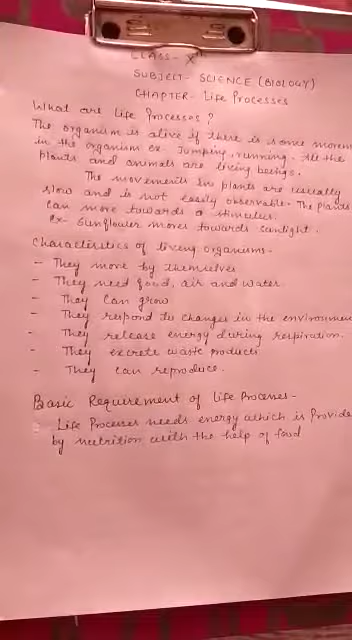 CLASS - Xth
SUBJECT - SCIENCE (BIOLOGY)
CHAPTER - Life Processes
What are Life Processes ?
The organism is alive if there is some movem
in the organism ex- Jumping, running. All the
plants and animals are living beings.
The movements in plants are usually
slow and is not easily observable. The plants
can move towards a stimulus.
Ex- Sunflower moves towards sunlight.
Characteristics of living organisms -
- They move by themselves
- They need food, air and water
- They can grow
- They respond to changes in the environmen
- They release energy during respiration.
- They excrete waste products
- They can reproduce.
Basic Requirement of Life Processes -
Life Processes needs energy which is Provide
by nutrition with the help of food